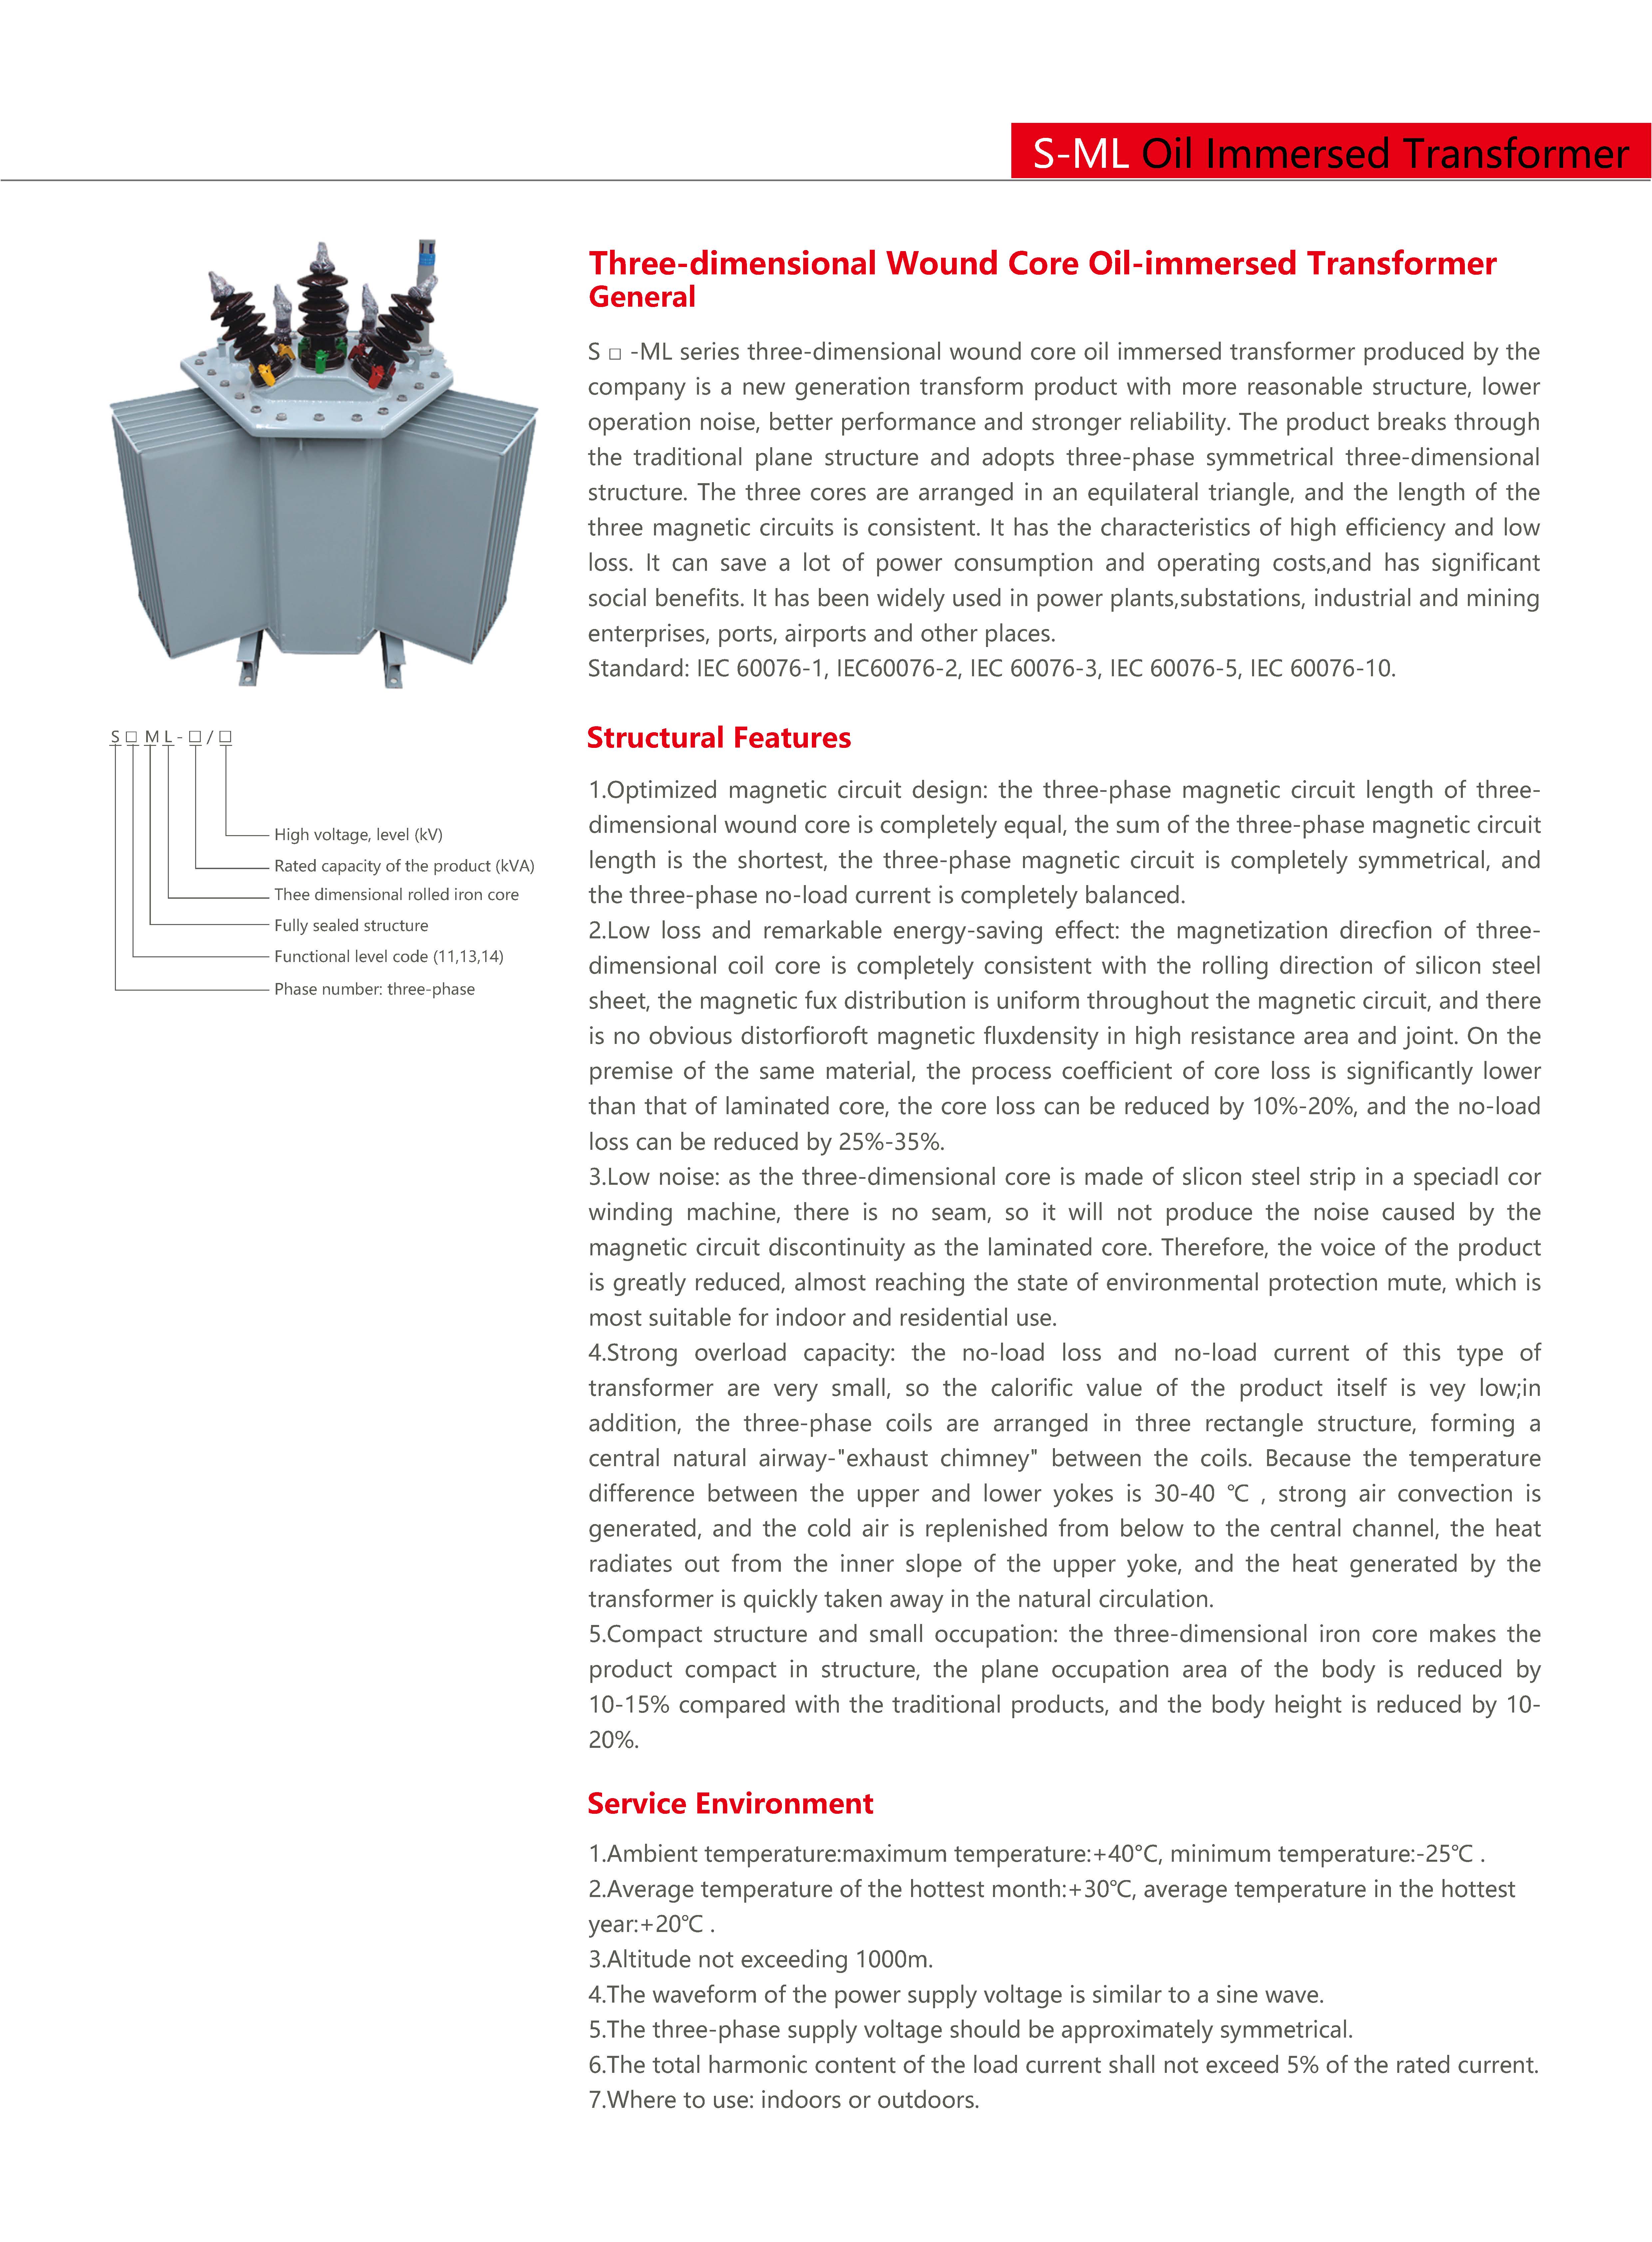 S-ML Oil Immersed Transformer
Three-dimensional Wound Core Oil-immersed Transformer
General
S □ -ML series three-dimensional wound core oil immersed transformer produced by the
company is a new generation transform product with more reasonable structure, lower
operation noise, better performance and stronger reliability. The product breaks through
the traditional plane structure and adopts three-phase symmetrical three-dimensional
structure. The three cores are arranged in an equilateral triangle, and the length of the
three magnetic circuits is consistent. It has the characteristics of high efficiency and low
loss. It can save a lot of power consumption and operating costs,and has significant
social benefits. It has been widely used in power plants,substations, industrial and mining
enterprises, ports, airports and other places.
Standard: IEC 60076-1, IEC60076-2, IEC 60076-3, IEC 60076-5, IEC 60076-10.
S □ M L - □ / □
High voltage, level (kV)
Rated capacity of the product (kVA)
Thee dimensional rolled iron core
Fully sealed structure
Functional level code (11,13,14)
Phase number: three-phase
Structural Features
1.Optimized magnetic circuit design: the three-phase magnetic circuit length of three-
dimensional wound core is completely equal, the sum of the three-phase magnetic circuit
length is the shortest, the three-phase magnetic circuit is completely symmetrical, and
the three-phase no-load current is completely balanced.
2.Low loss and remarkable energy-saving effect: the magnetization direcfion of three-
dimensional coil core is completely consistent with the rolling direction of silicon steel
sheet, the magnetic fux distribution is uniform throughout the magnetic circuit, and there
is no obvious distorfioroft magnetic fluxdensity in high resistance area and joint. On the
premise of the same material, the process coefficient of core loss is significantly lower
than that of laminated core, the core loss can be reduced by 10%-20%, and the no-load
loss can be reduced by 25%-35%.
3.Low noise: as the three-dimensional core is made of slicon steel strip in a speciadl cor
winding machine, there is no seam, so it will not produce the noise caused by the
magnetic circuit discontinuity as the laminated core. Therefore, the voice of the product
is greatly reduced, almost reaching the state of environmental protection mute, which is
most suitable for indoor and residential use.
4.Strong overload capacity: the no-load loss and no-load current of this type of
transformer are very small, so the calorific value of the product itself is vey low;in
addition, the three-phase coils are arranged in three rectangle structure, forming a
central natural airway-"exhaust chimney" between the coils. Because the temperature
difference between the upper and lower yokes is 30-40 ℃ , strong air convection is
generated, and the cold air is replenished from below to the central channel, the heat
radiates out from the inner slope of the upper yoke, and the heat generated by the
transformer is quickly taken away in the natural circulation.
5.Compact structure and small occupation: the three-dimensional iron core makes the
product compact in structure, the plane occupation area of the body is reduced by
10-15% compared with the traditional products, and the body height is reduced by 10-
20%.
Service Environment
1.Ambient temperature:maximum temperature:+40°C, minimum temperature:-25℃ .
2.Average temperature of the hottest month:+30℃, average temperature in the hottest
year:+20℃ .
3.Altitude not exceeding 1000m.
4.The waveform of the power supply voltage is similar to a sine wave.
5.The three-phase supply voltage should be approximately symmetrical.
6.The total harmonic content of the load current shall not exceed 5% of the rated current.
7.Where to use: indoors or outdoors.